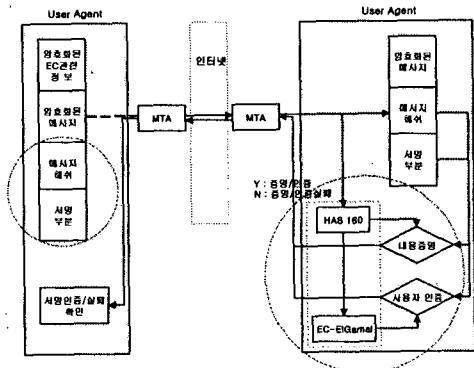 User Agent
암호화된
EC관련
정보
암호화된
메시지
메시지
해쉬
서명
부분
서명인증/실패
확인
MTA
인터넷
MTA
User Agent
암호화된
메시지
메시지
해쉬
서명
부분
Y : 증명/인증
N : 증명/인증실패
HAS 160
내용증명
사용자 인증
EC-ElGamal